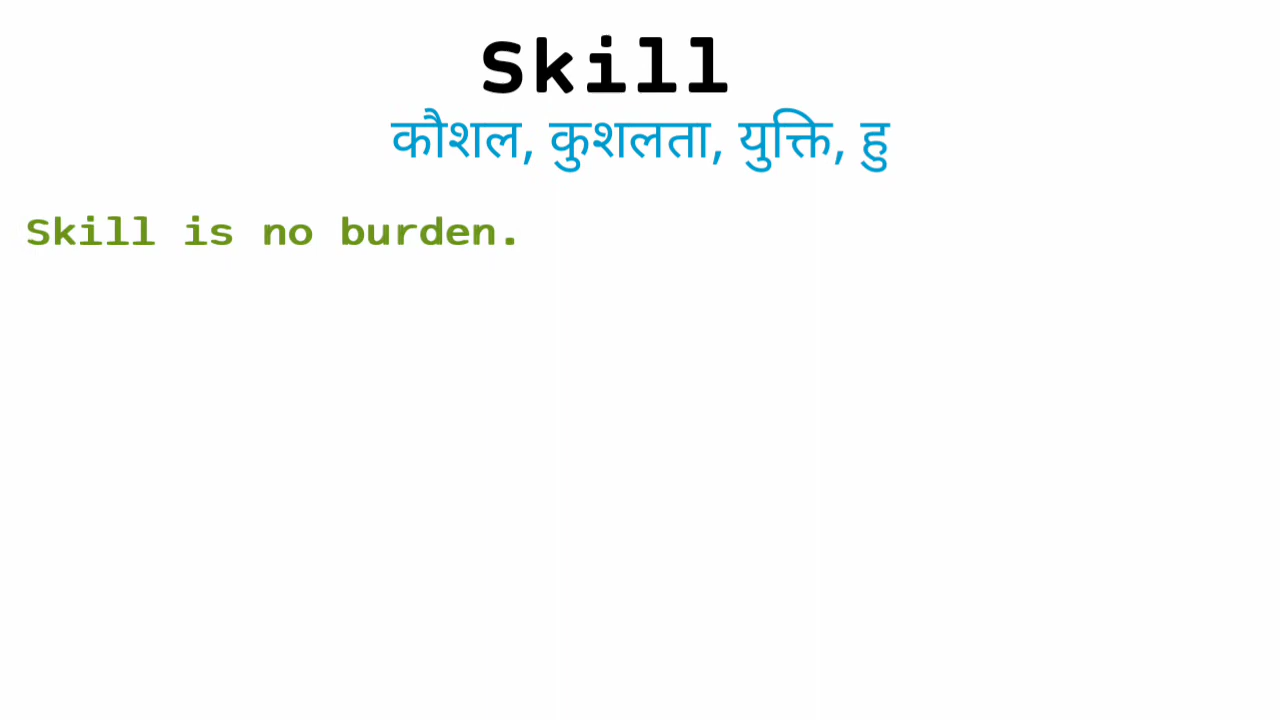 Skill
कौशल, कुशलता, युक्ति, हु
Skill is no burden.